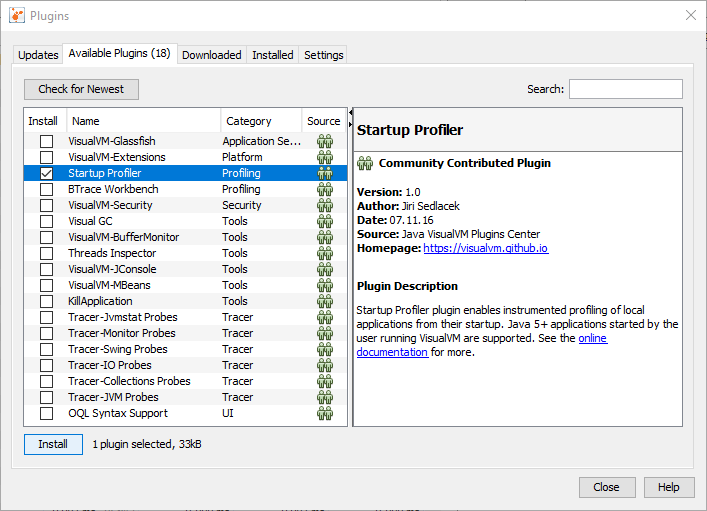 Plugins
Updates Available Plugins (18) Downloaded Installed Settings
Check for Newest Search:
Install Name Category Source
VisualVM-Glassfish Application Se...
VisualVM-Extensions Platform
Startup Profiler Profiling
BTrace Workbench Profiling
VisualVM-Security Security
Visual GC Tools
VisualVM-BufferMonitor Tools
Threads Inspector Tools
VisualVM-JConsole Tools
VisualVM-MBeans Tools
KillApplication Tools
Tracer-Jvmstat Probes Tracer
Tracer-Monitor Probes Tracer
Tracer-Swing Probes Tracer
Tracer-IO Probes Tracer
Tracer-Collections Probes Tracer
Tracer-JVM Probes Tracer
OQL Syntax Support UI
Startup Profiler
Community Contributed Plugin
Version: 1.0
Author: Jiri Sedlacek
Date: 07.11.16
Source: Java VisualVM Plugins Center
Homepage: https://visualvm.github.io
Plugin Description
Startup Profiler plugin enables instrumented profiling of local
applications from their startup. Java 5+ applications started by the
user running VisualVM are supported. See the online
documentation for more.
Install 1 plugin selected, 33kB
Close Help